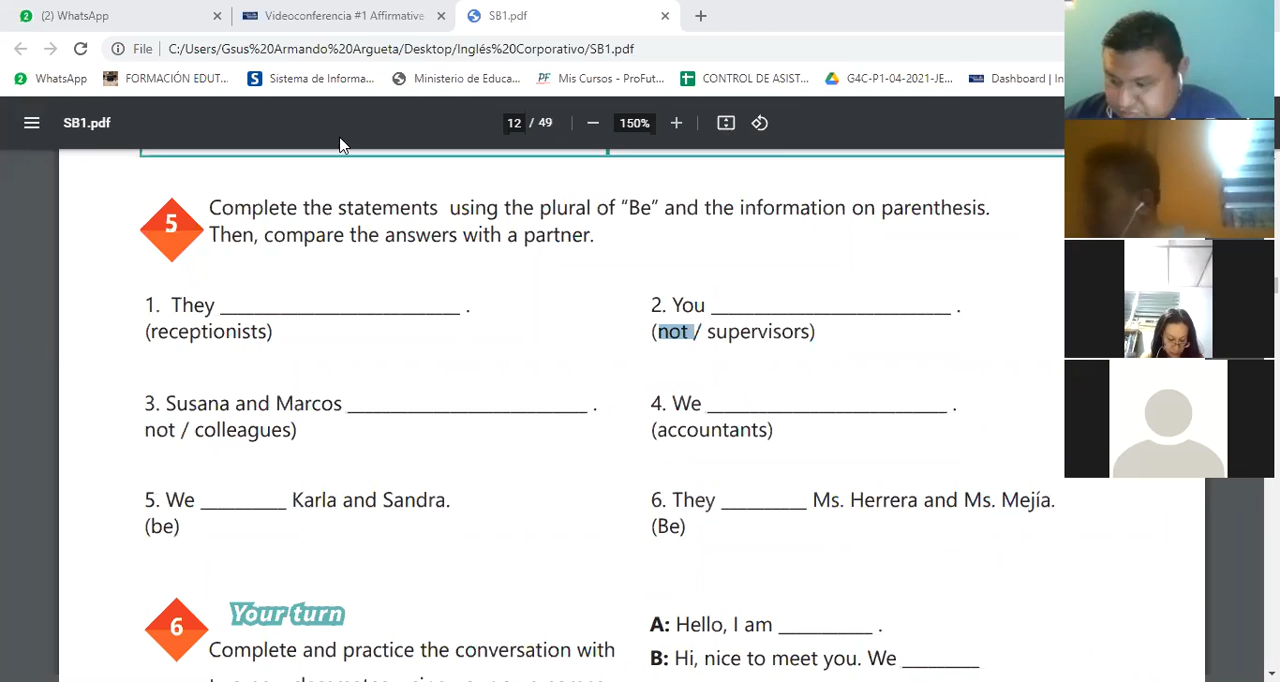 (2) WhatsApp
Videoconferencia #1 Affirmative
SB1.pdf
File
C:/Users/Gsus%20Armando%20Argueta/Desktop/Inglés%20Corporativo/SB1.pdf
WhatsApp
FORMACIÓN EDUT...
Sistema de Informa...
Ministerio de Educa...
Mis Cursos - ProFut...
CONTROL DE ASIST...
G4C-P1-04-2021-JE...
Dashboard | In
SB1.pdf
12 / 49
150%
5
Complete the statements using the plural of “Be” and the information on parenthesis.
Then, compare the answers with a partner.
1. They ________________________ .
(receptionists)
2. You ________________________ .
(not / supervisors)
3. Susana and Marcos ________________________ .
not / colleagues)
4. We ________________________ .
(accountants)
5. We ________ Karla and Sandra.
(be)
6. They ________ Ms. Herrera and Ms. Mejía.
(Be)
6
Your turn
Complete and practice the conversation with
A: Hello, I am _________ .
B: Hi, nice to meet you. We _______